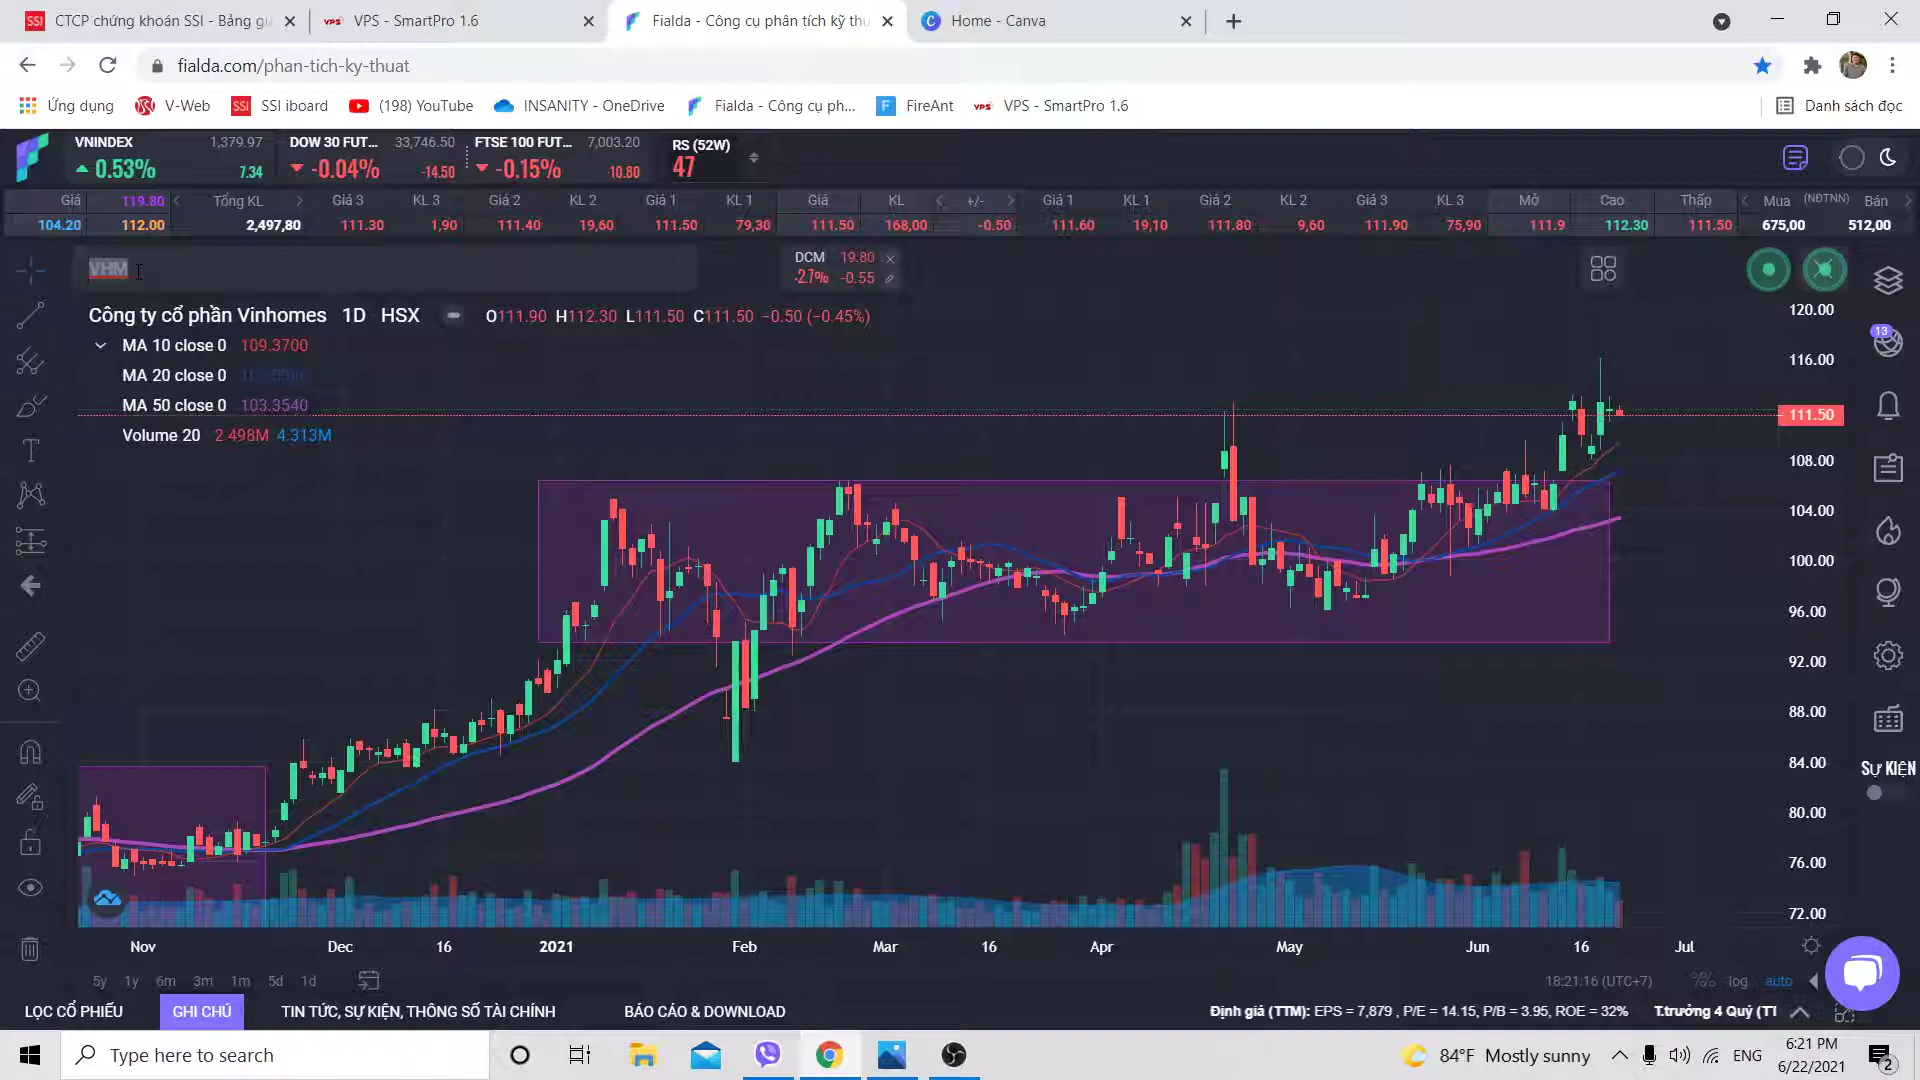 SSI CTCP chứng khoán SSI - Bảng gi
VPS VPS - SmartPro 1.6
Fialda - Công cụ phân tích kỹ thu
Home - Canva
fialda.com/phan-tich-ky-thuat
Ứng dụng V-Web SSI SSI iboard (198) YouTube INSANITY - OneDrive Fialda - Công cụ ph... F FireAnt VPS VPS - SmartPro 1.6 Danh sách đọc
VNINDEX 1,379.97 DOW 30 FUT... 33,746.50 FTSE 100 FUT... 7,003.20 RS (52W)
0.53% 7.34 -0.04% -14.50 -0.15% -10.80 47
Giá 119.80 Tổng KL Giá 3 KL 3 Giá 2 KL 2 Giá 1 KL 1 Giá KL +/- Giá 1 KL 1 Giá 2 KL 2 Giá 3 KL 3 Mở Cao Thấp Mua (NĐTNN) Bán
104.20 112.00 2,497,80 111.30 1,90 111.40 19,60 111.50 79,30 111.50 168,00 -0.50 111.60 19,10 111.80 9,60 111.90 75,90 111.9 112.30 111.50 675,00 512,00
VHM
DCM 19.80
-2.7% -0.55
Công ty cổ phần Vinhomes 1D HSX O111.90 H112.30 L111.50 C111.50 −0.50 (−0.45%)
MA 10 close 0 109.3700
MA 20 close 0
MA 50 close 0 103.3540
Volume 20 2.498M 4.313M
120.00
116.00
111.50
108.00
104.00
100.00
96.00
92.00
88.00
84.00
80.00
76.00
72.00
13
SỰ KIỆN
Nov Dec 16 2021 Feb Mar 16 Apr May Jun 16 Jul
5y 1y 6m 3m 1m 5d 1d 18:21:16 (UTC+7) % log auto
LỌC CỔ PHIẾU GHI CHÚ TIN TỨC, SỰ KIỆN, THÔNG SỐ TÀI CHÍNH BÁO CÁO & DOWNLOAD Định giá (TTM): EPS = 7,879 , P/E = 14.15, P/B = 3.95, ROE = 32% T.trưởng 4 Quý (TT
Type here to search
84°F Mostly sunny ENG 6:21 PM
6/22/2021
2